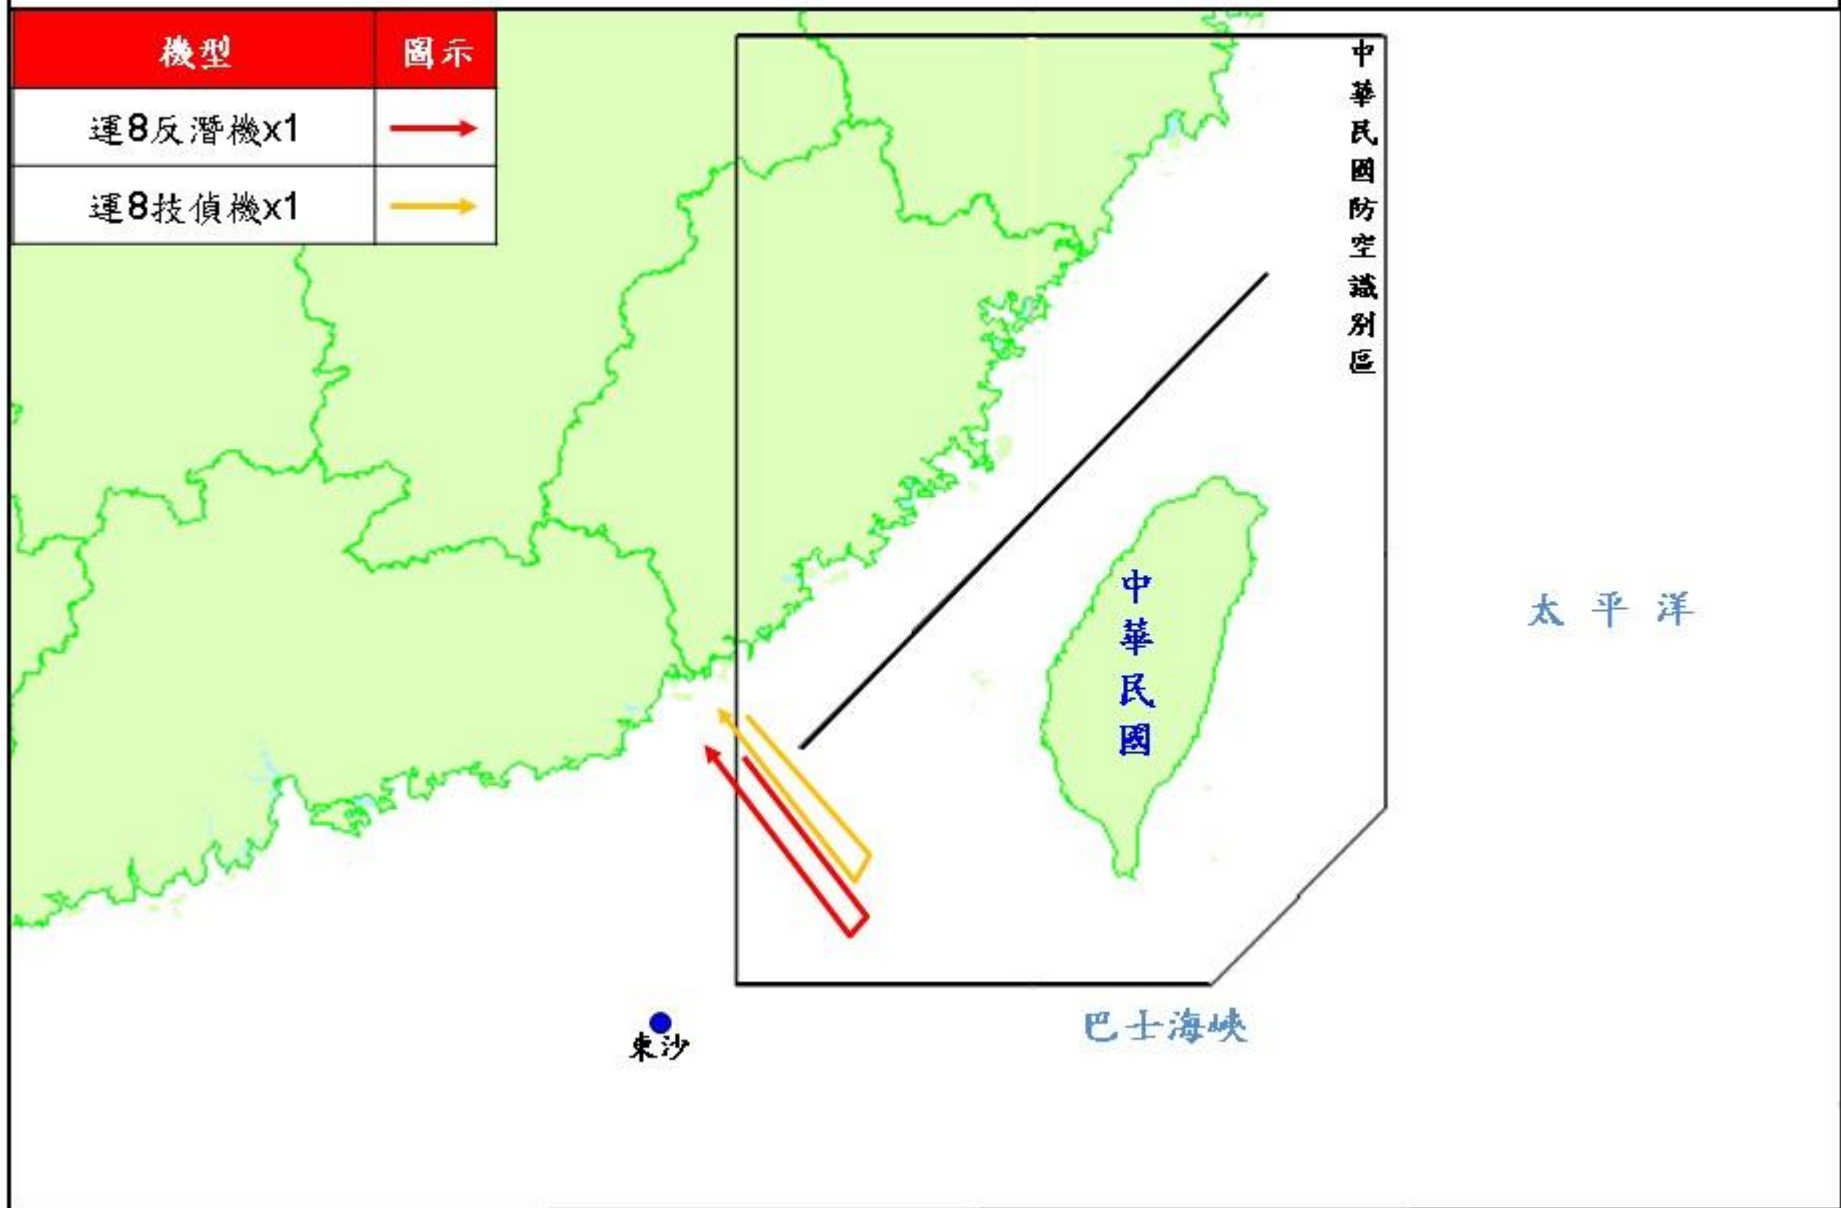 機型 圖示
運8反潛機x1
運8技偵機x1
中華民國防空識別區
中華民國
太平洋
巴士海峽
東沙